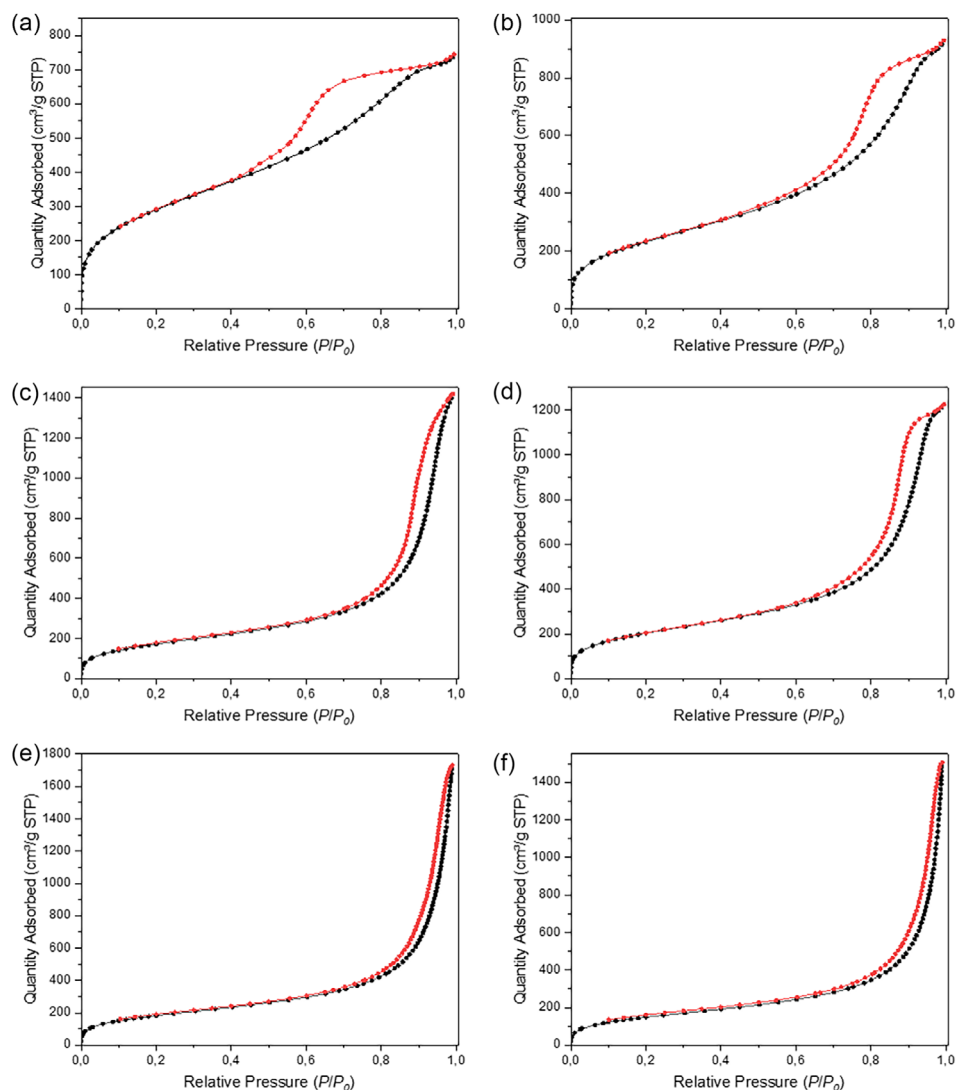 (a)
Quantity Adsorbed (cm³/g STP)
800
700
600
500
400
300
200
100
0
0,0 0,2 0,4 0,6 0,8 1,0
Relative Pressure (P/P₀)
(b)
Quantity Adsorbed (cm³/g STP)
1000
800
600
400
200
0
0,0 0,2 0,4 0,6 0,8 1,0
Relative Pressure (P/P₀)
(c)
Quantity Adsorbed (cm³/g STP)
1400
1200
1000
800
600
400
200
0
0,0 0,2 0,4 0,6 0,8 1,0
Relative Pressure (P/P₀)
(d)
Quantity Adsorbed (cm³/g STP)
1200
1000
800
600
400
200
0
0,0 0,2 0,4 0,6 0,8 1,0
Relative Pressure (P/P₀)
(e)
Quantity Adsorbed (cm³/g STP)
1800
1600
1400
1200
1000
800
600
400
200
0
0,0 0,2 0,4 0,6 0,8 1,0
Relative Pressure (P/P₀)
(f)
Quantity Adsorbed (cm³/g STP)
1400
1200
1000
800
600
400
200
0
0,0 0,2 0,4 0,6 0,8 1,0
Relative Pressure (P/P₀)